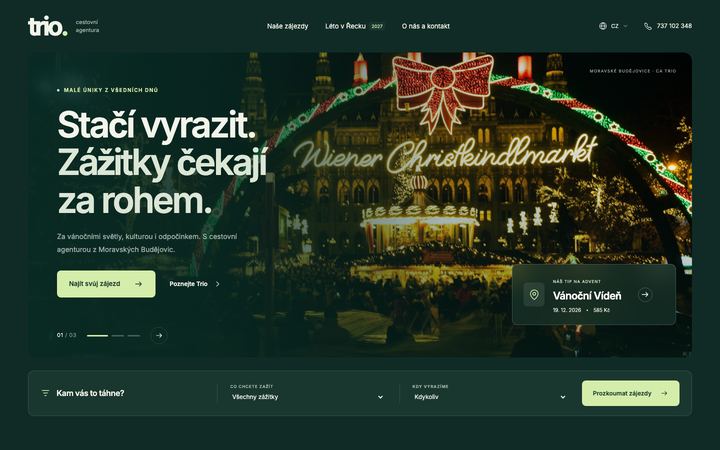 trio.
cestovní
agentura
Naše zájezdy
Léto v Řecku 2027
O nás a kontakt
CZ
737 102 348
MORAVSKÉ BUDĚJOVICE · CA TRIO
MALÉ ÚNIKY Z VŠEDNÍCH DNŮ
Stačí vyrazit.
Zážitky čekají
za rohem.
Wiener Christkindlmarkt
Za vánočními světly, kulturou i odpočinkem. S cestovní
agenturou z Moravských Budějovic.
Najít svůj zájezd
Poznejte Trio
01 / 03
NÁŠ TIP NA ADVENT
Vánoční Vídeň
19. 12. 2026 • 585 Kč
Kam vás to táhne?
CO CHCETE ZAŽÍT
Všechny zážitky
KDY VYRAZÍME
Kdykoliv
Prozkoumat zájezdy